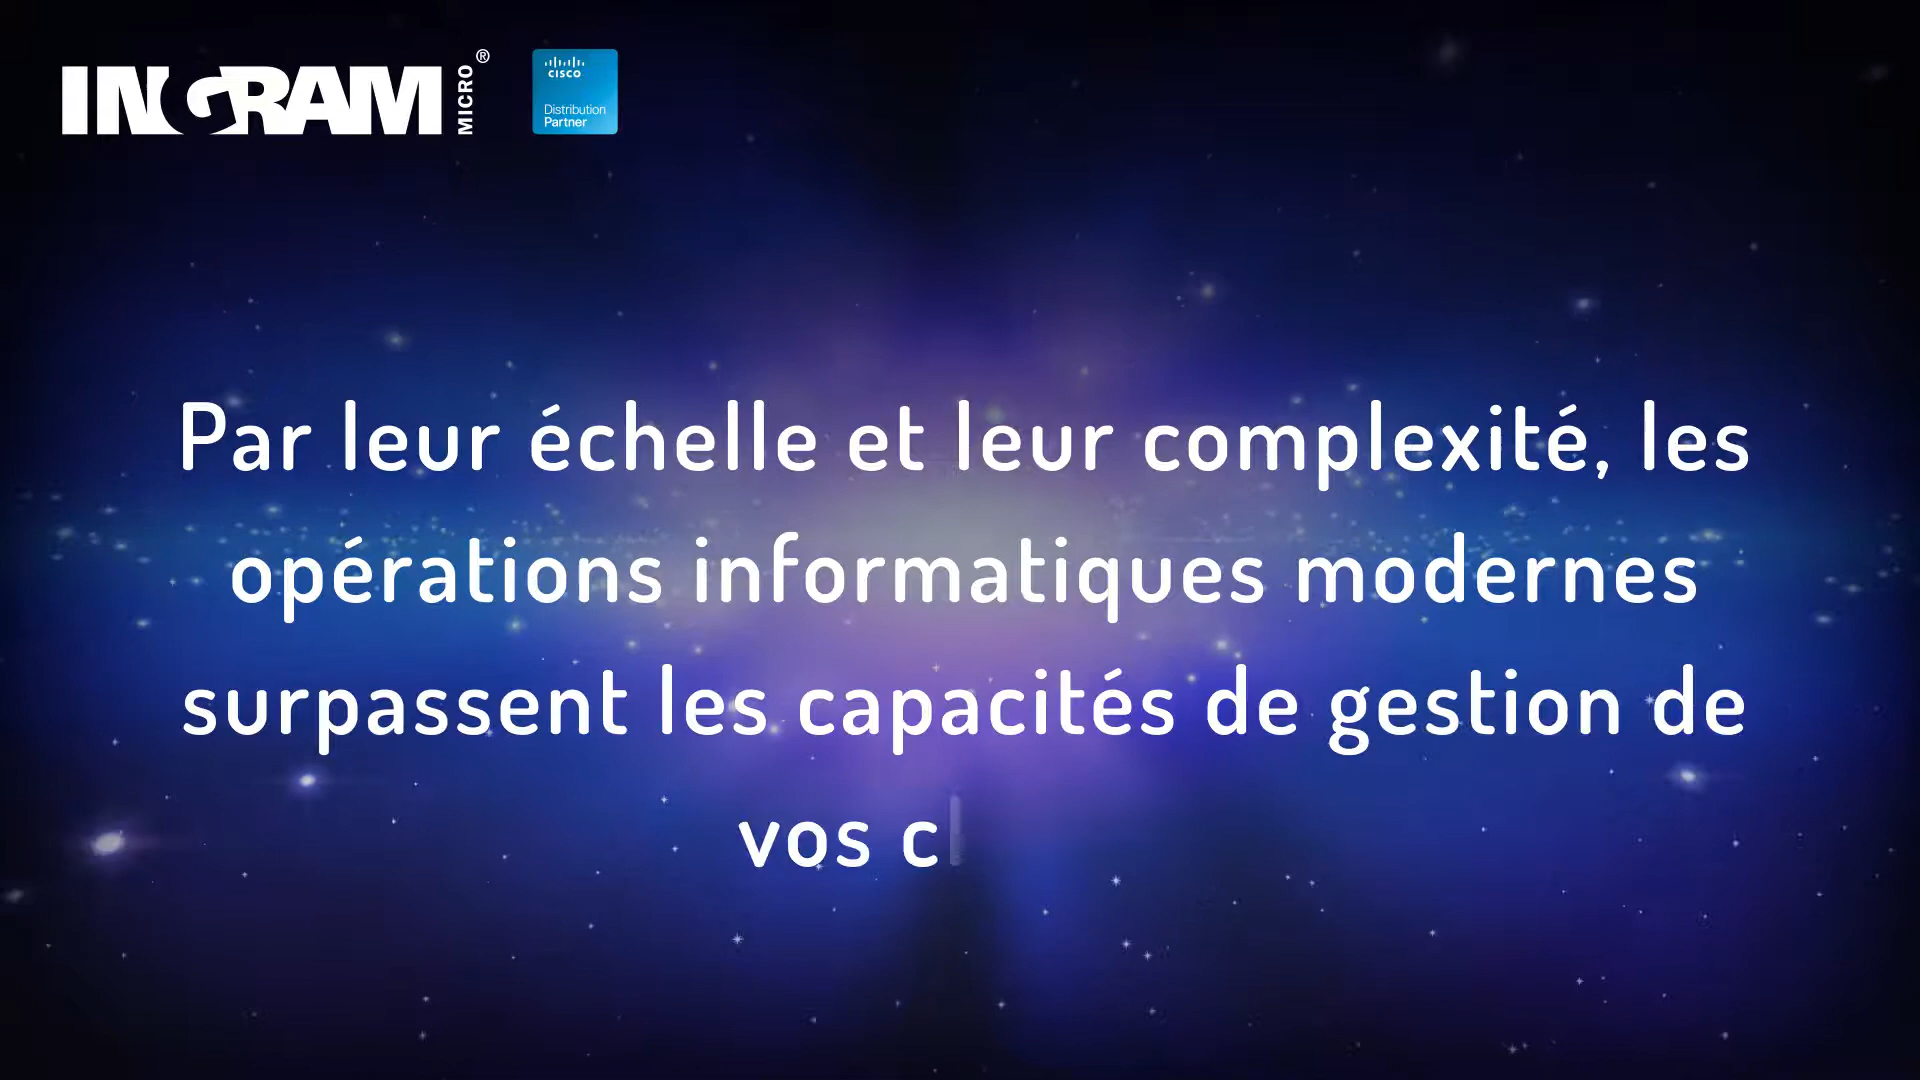 INGRAM MICRO®
CISCO
Distribution
Partner
Par leur échelle et leur complexité, les
opérations informatiques modernes
surpassent les capacités de gestion de
vos c